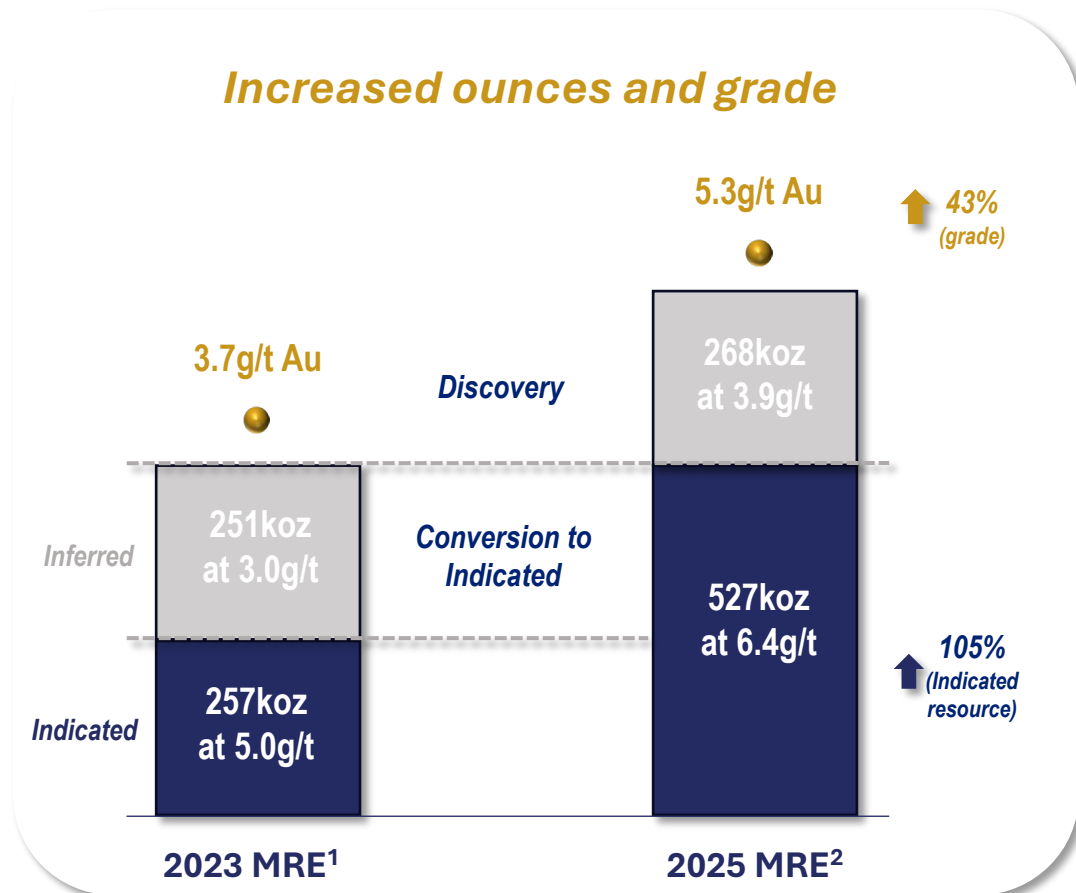 Increased ounces and grade
5.3g/t Au
43%
(grade)
3.7g/t Au
Discovery
268koz
at 3.9g/t
Inferred
251koz
at 3.0g/t
Conversion to
Indicated
527koz
at 6.4g/t
105%
(Indicated
resource)
Indicated
257koz
at 5.0g/t
2023 MRE¹
2025 MRE²